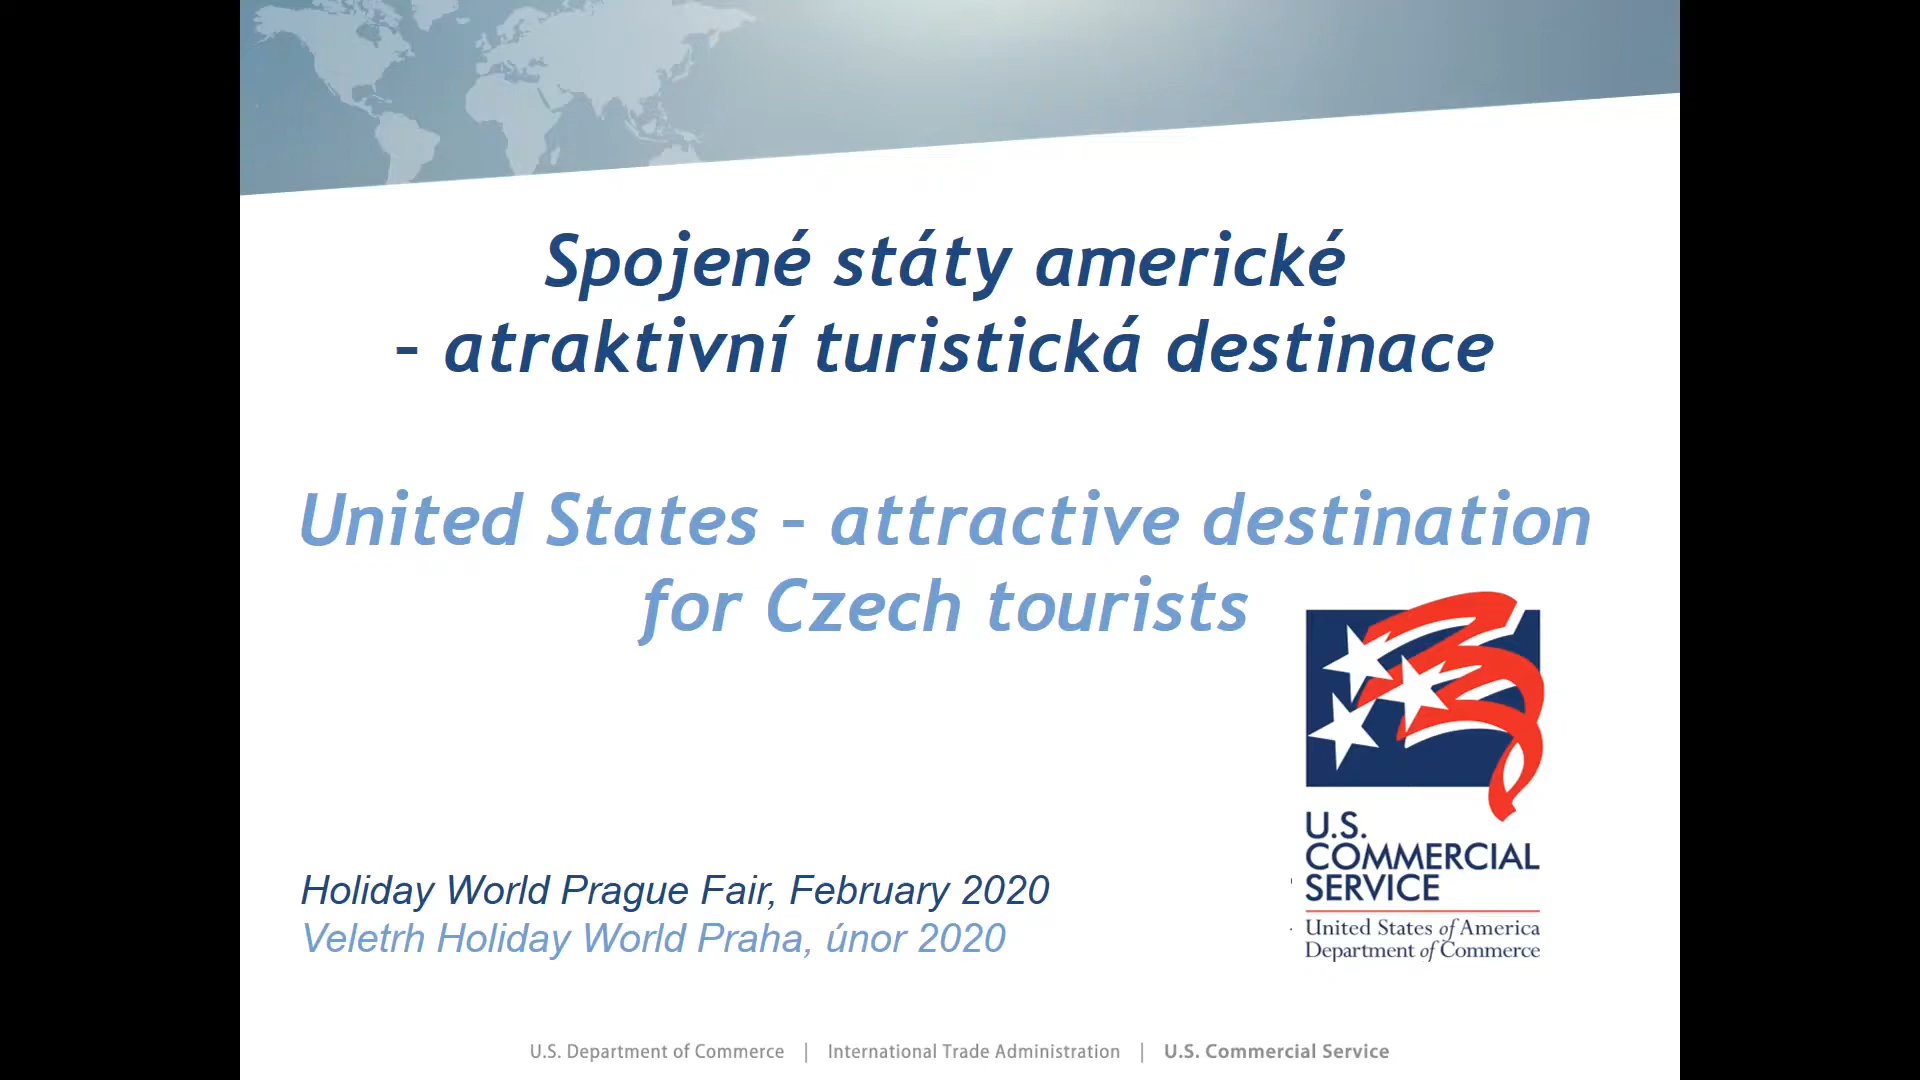 Spojené státy americké
– atraktivní turistická destinace
United States – attractive destination
for Czech tourists
Holiday World Prague Fair, February 2020
Veletrh Holiday World Praha, únor 2020
U.S.
COMMERCIAL
SERVICE
United States of America
Department of Commerce
U.S. Department of Commerce | International Trade Administration | U.S. Commercial Service